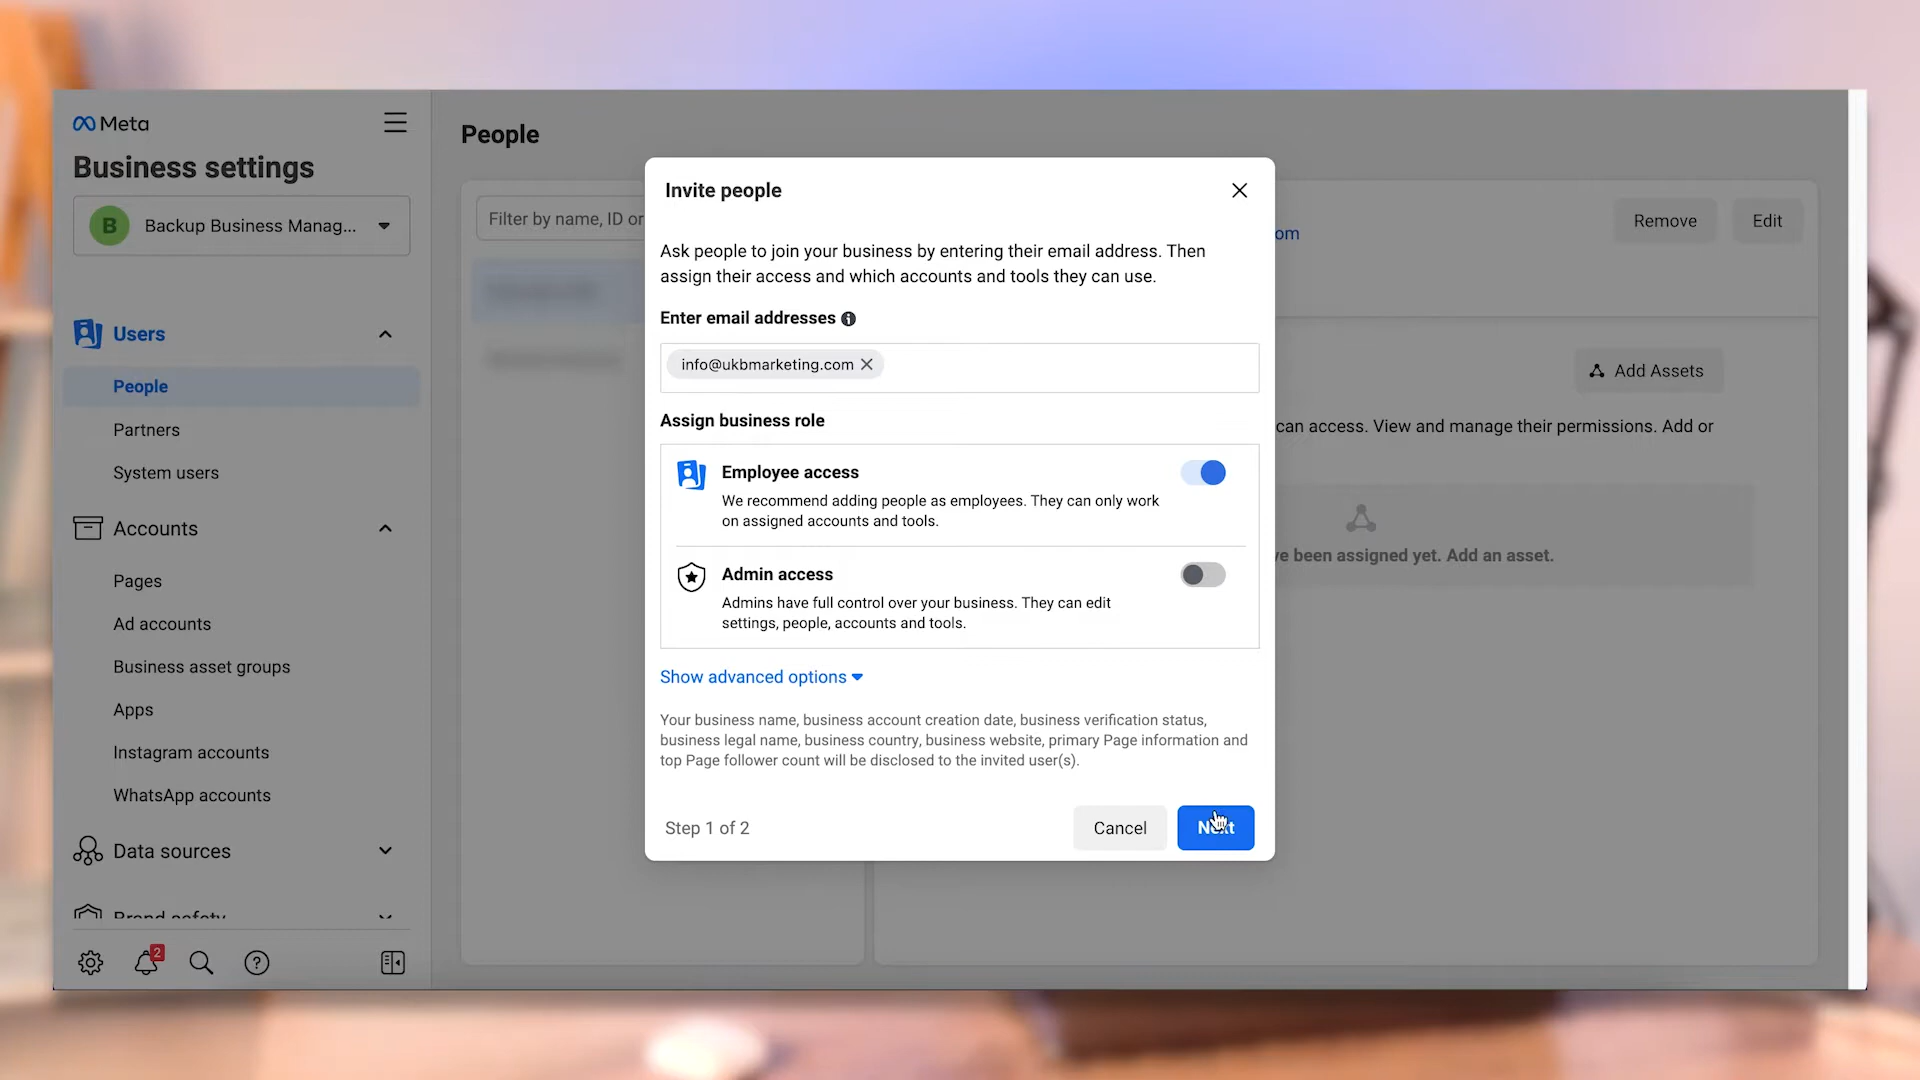 Meta
Business settings
B
Backup Business Manag...
Users
People
Partners
System users
Accounts
Pages
Ad accounts
Business asset groups
Apps
Instagram accounts
WhatsApp accounts
Data sources
Brand safety
2
People
Filter by name, ID or
om
Remove
Edit
Add Assets
can access. View and manage their permissions. Add or
ve been assigned yet. Add an asset.
Invite people
Ask people to join your business by entering their email address. Then
assign their access and which accounts and tools they can use.
Enter email addresses
info@ukbmarketing.com
Assign business role
Employee access
We recommend adding people as employees. They can only work
on assigned accounts and tools.
Admin access
Admins have full control over your business. They can edit
settings, people, accounts and tools.
Show advanced options
Your business name, business account creation date, business verification status,
business legal name, business country, business website, primary Page information and
top Page follower count will be disclosed to the invited user(s).
Step 1 of 2
Cancel
Next